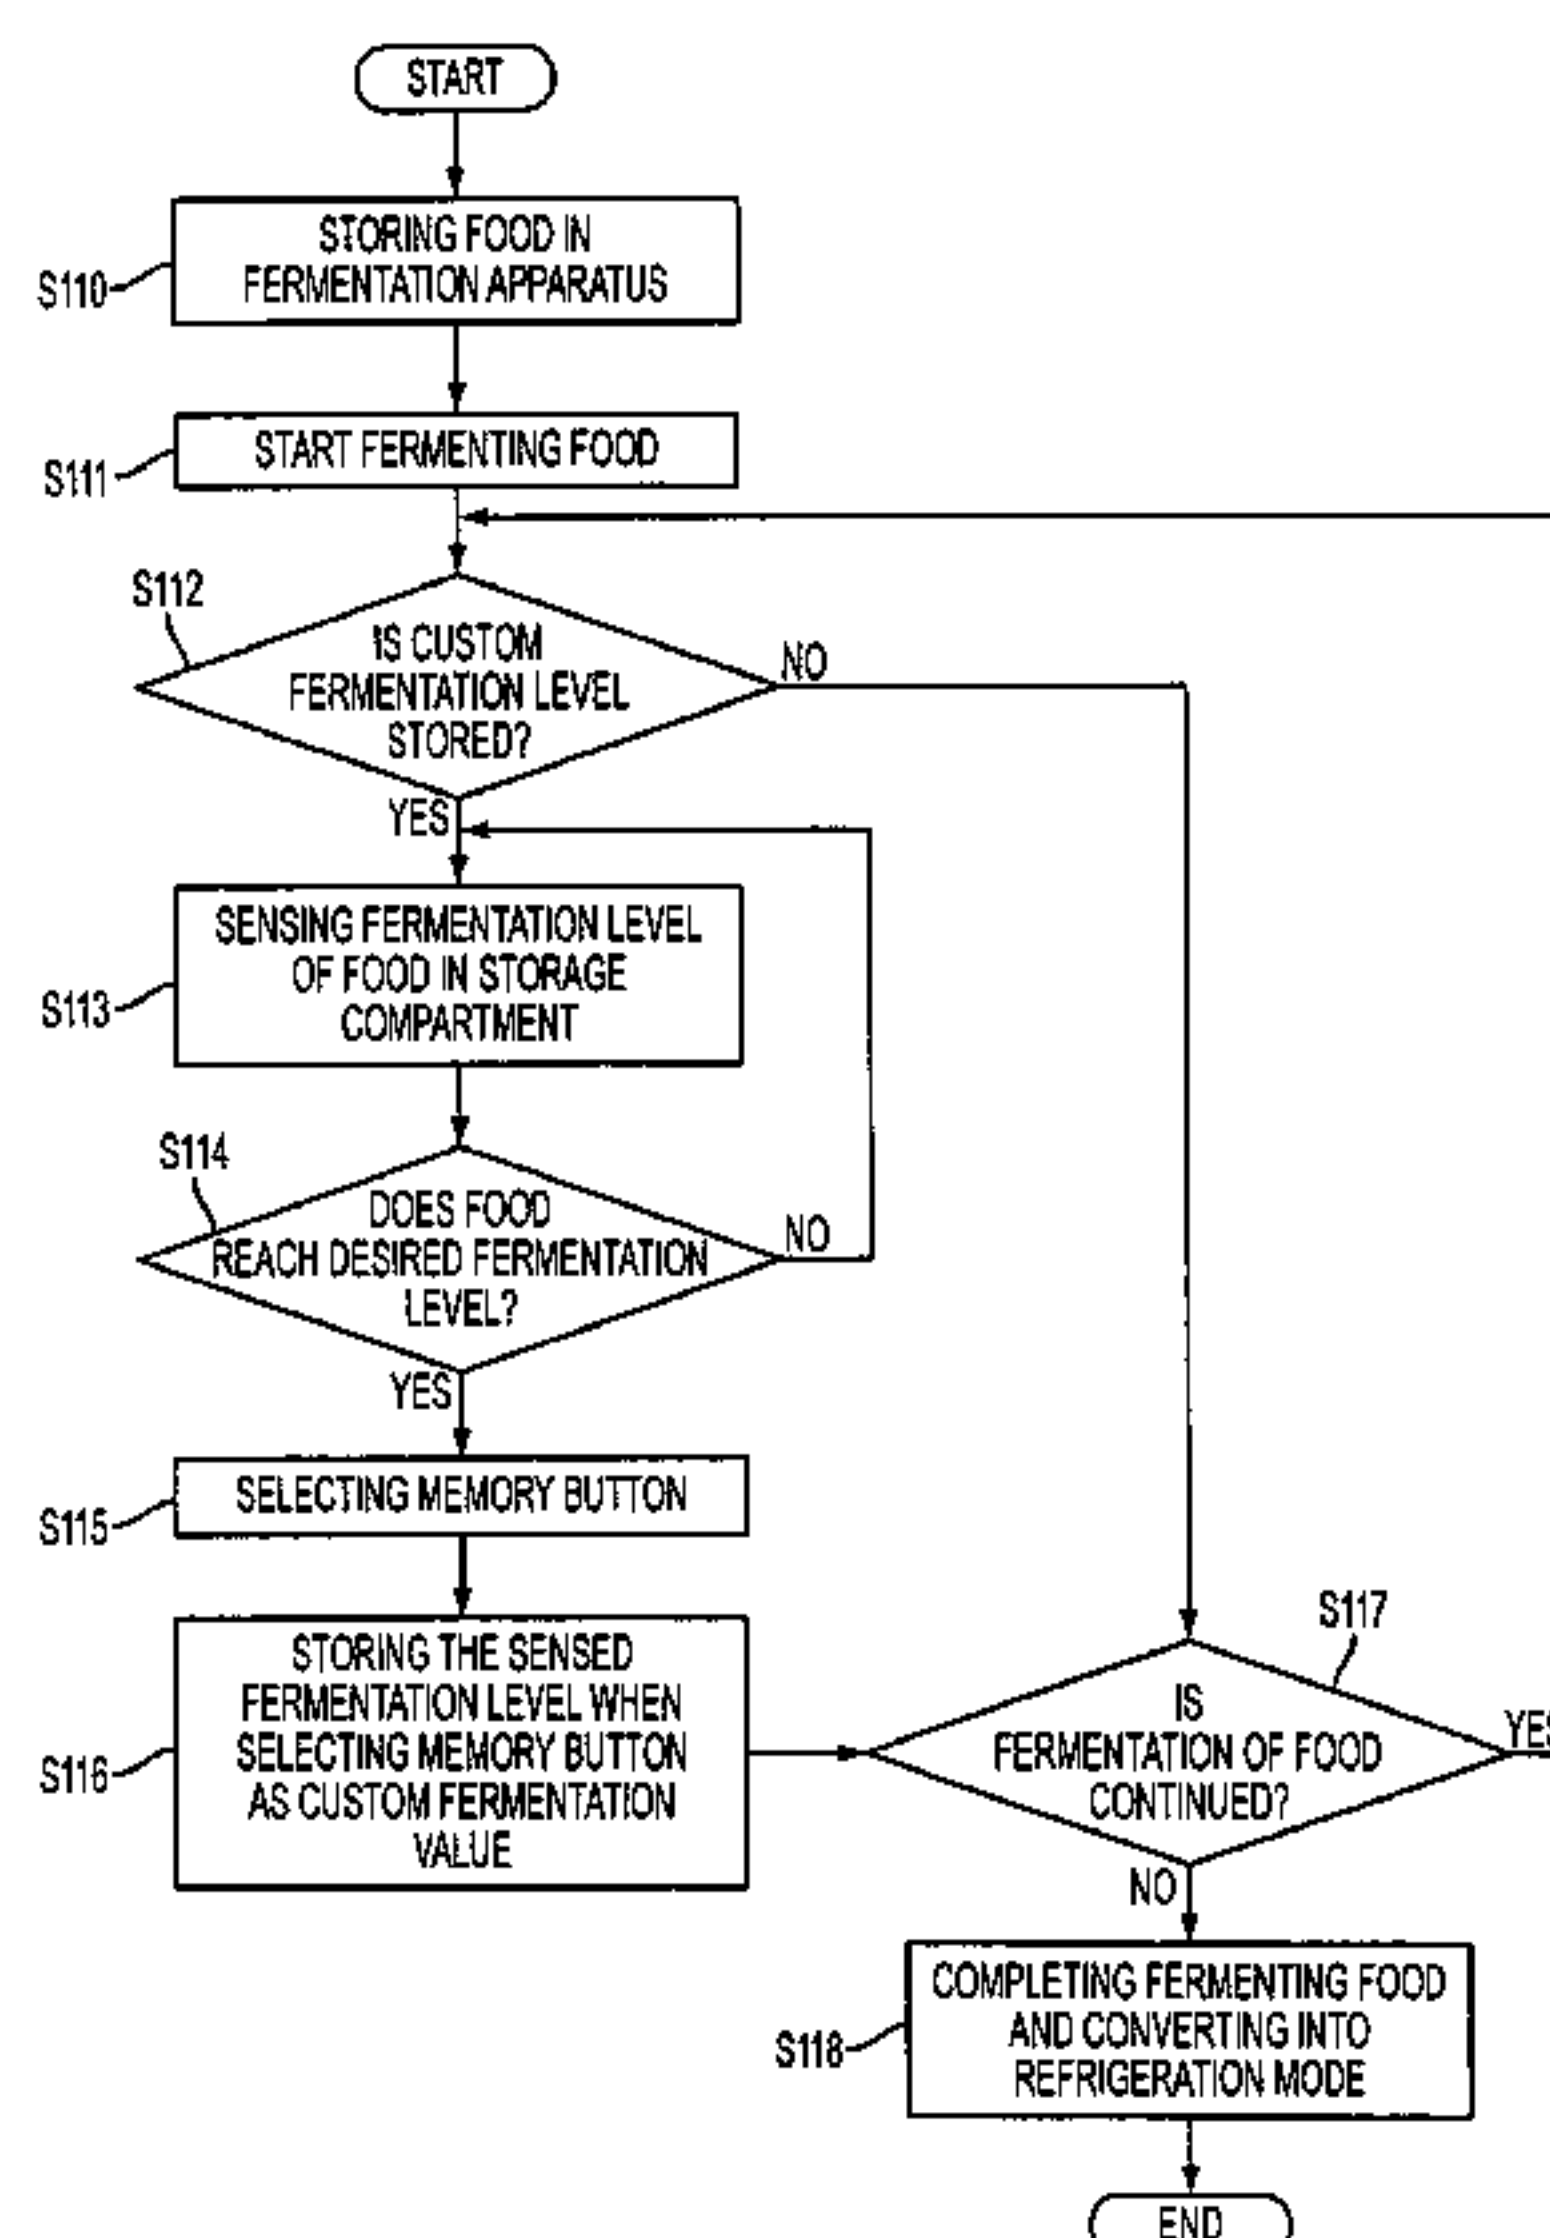 START
STORING FOOD IN
FERMENTATION APPARATUS
S110
START FERMENTING FOOD
S111
S112
IS CUSTOM
FERMENTATION LEVEL
STORED?
NO
YES
SENSING FERMENTATION LEVEL
OF FOOD IN STORAGE
COMPARTMENT
S113
S114
DOES FOOD
REACH DESIRED FERMENTATION
LEVEL?
NO
YES
SELECTING MEMORY BUTTON
S115
STORING THE SENSED
FERMENTATION LEVEL WHEN
SELECTING MEMORY BUTTON
AS CUSTOM FERMENTATION
VALUE
S116
S117
IS
FERMENTATION OF FOOD
CONTINUED?
YES
NO
COMPLETING FERMENTING FOOD
AND CONVERTING INTO
REFRIGERATION MODE
S118
END